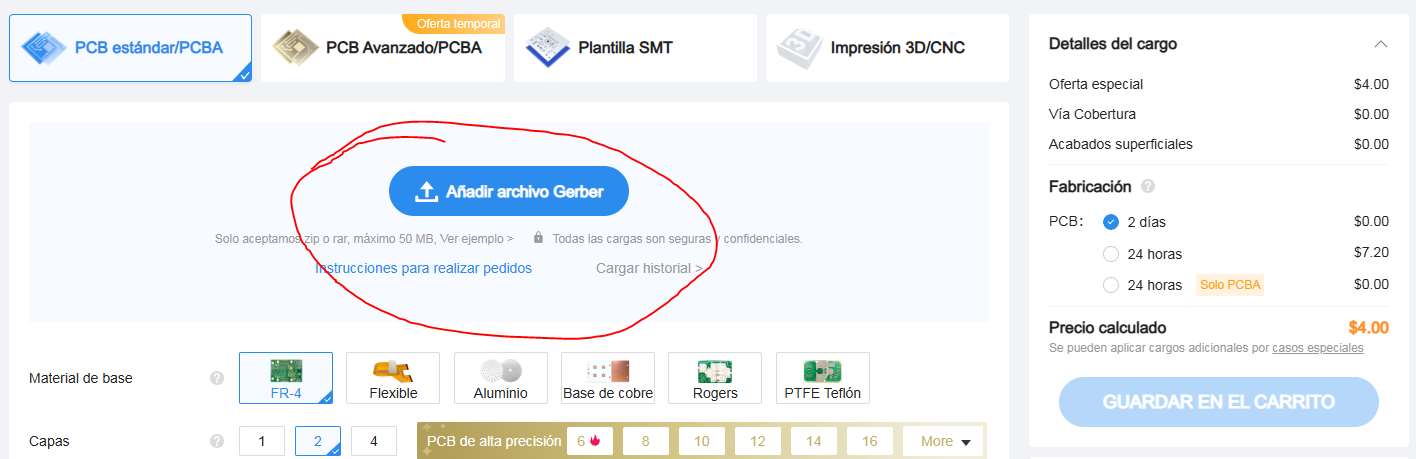 Oferta temporal
PCB estándar/PCBA
PCB Avanzado/PCBA
Plantilla SMT
Impresión 3D/CNC
Añadir archivo Gerber
Solo aceptamos zip o rar, máximo 50 MB, Ver ejemplo > Todas las cargas son seguras y confidenciales.
Instrucciones para realizar pedidos Cargar historial >
Material de base ? FR-4 Flexible Aluminio Base de cobre Rogers PTFE Teflón
Capas ? 1 2 4 PCB de alta precisión 6 8 10 12 14 16 More
Detalles del cargo
Oferta especial $4.00
Vía Cobertura $0.00
Acabados superficiales $0.00
Fabricación ?
PCB: 2 días $0.00
24 horas $7.20
24 horas Solo PCBA $0.00
Precio calculado $4.00
Se pueden aplicar cargos adicionales por casos especiales
GUARDAR EN EL CARRITO